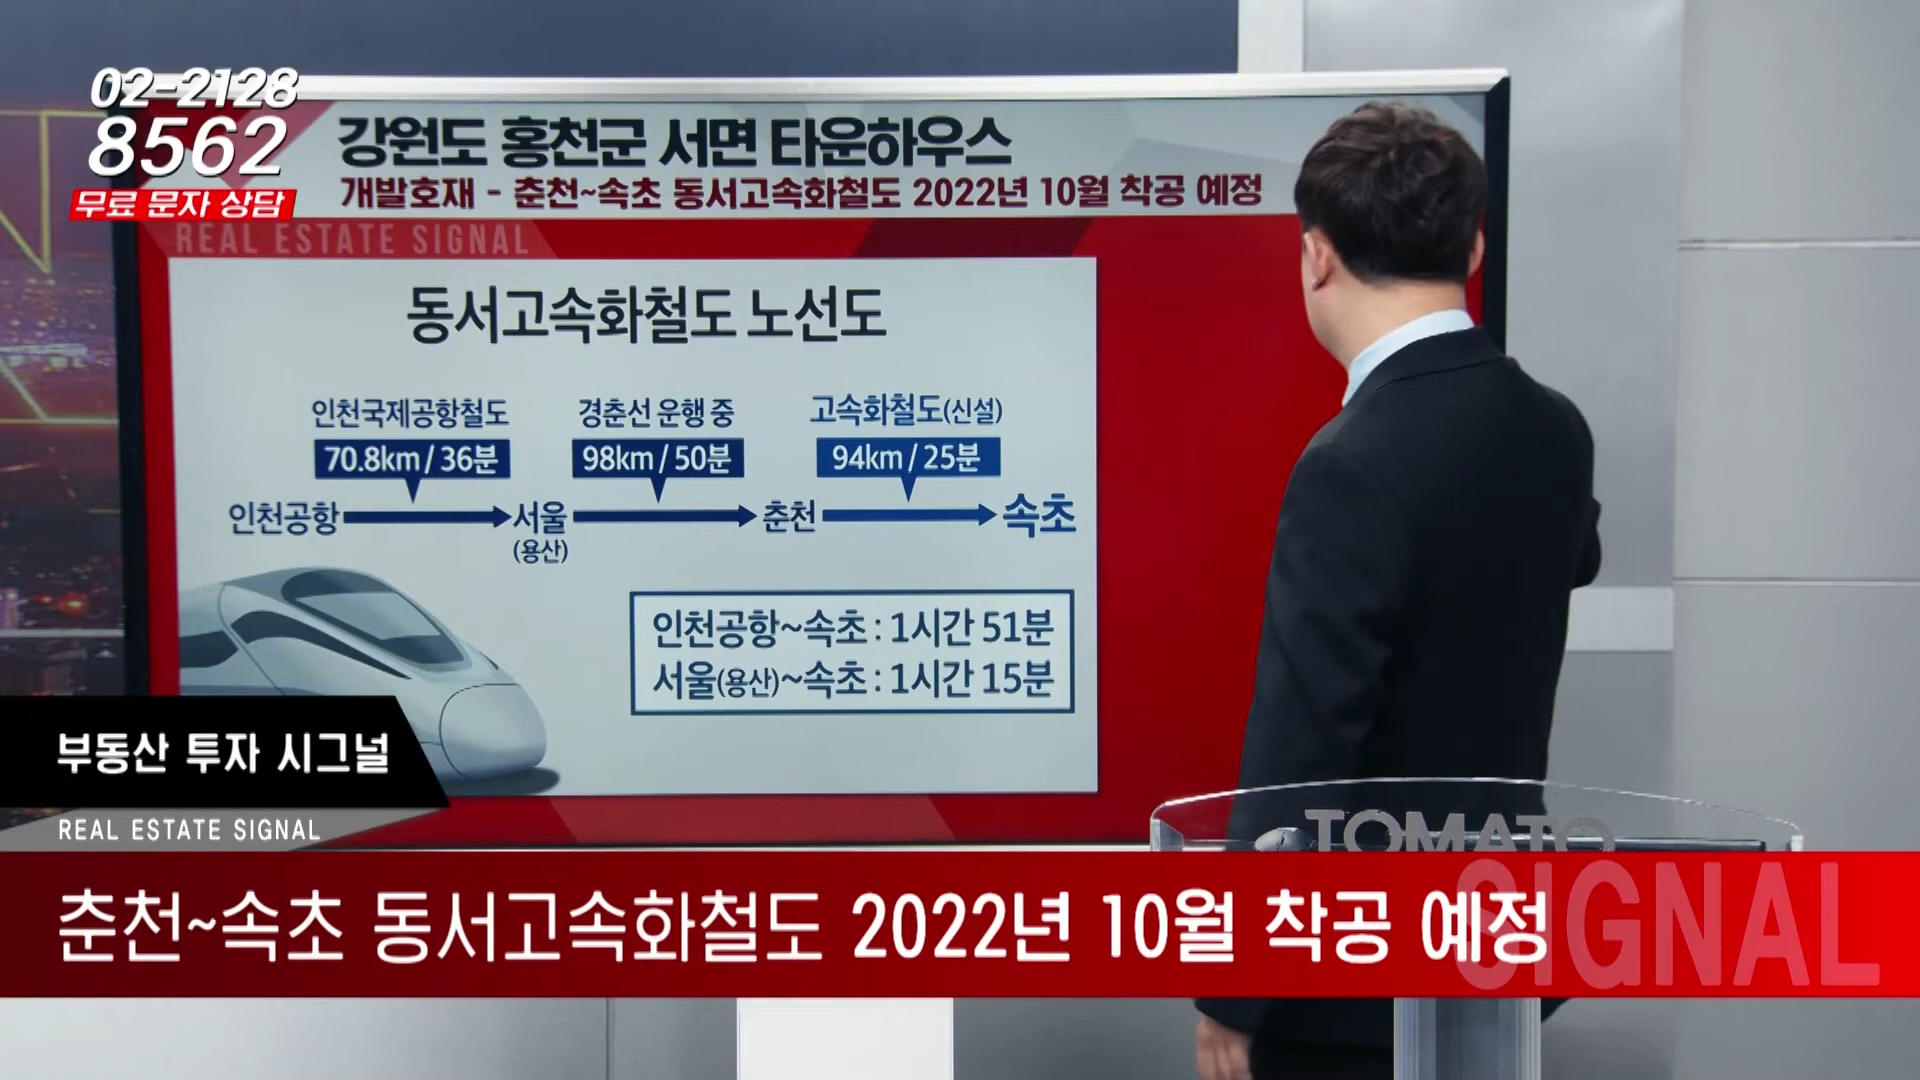 02-2128
8562
무료 문자 상담
강원도 홍천군 서면 타운하우스
개발호재 - 춘천~속초 동서고속화철도 2022년 10월 착공 예정
REAL ESTATE SIGNAL
동서고속화철도 노선도
인천국제공항철도
경춘선 운행 중
고속화철도(신설)
70.8km / 36분
98km / 50분
94km / 25분
인천공항
서울
(용산)
춘천
속초
인천공항~속초 : 1시간 51분
서울(용산)~속초 : 1시간 15분
부동산 투자 시그널
REAL ESTATE SIGNAL
TOMATO
SIGNAL
춘천~속초 동서고속화철도 2022년 10월 착공 예정